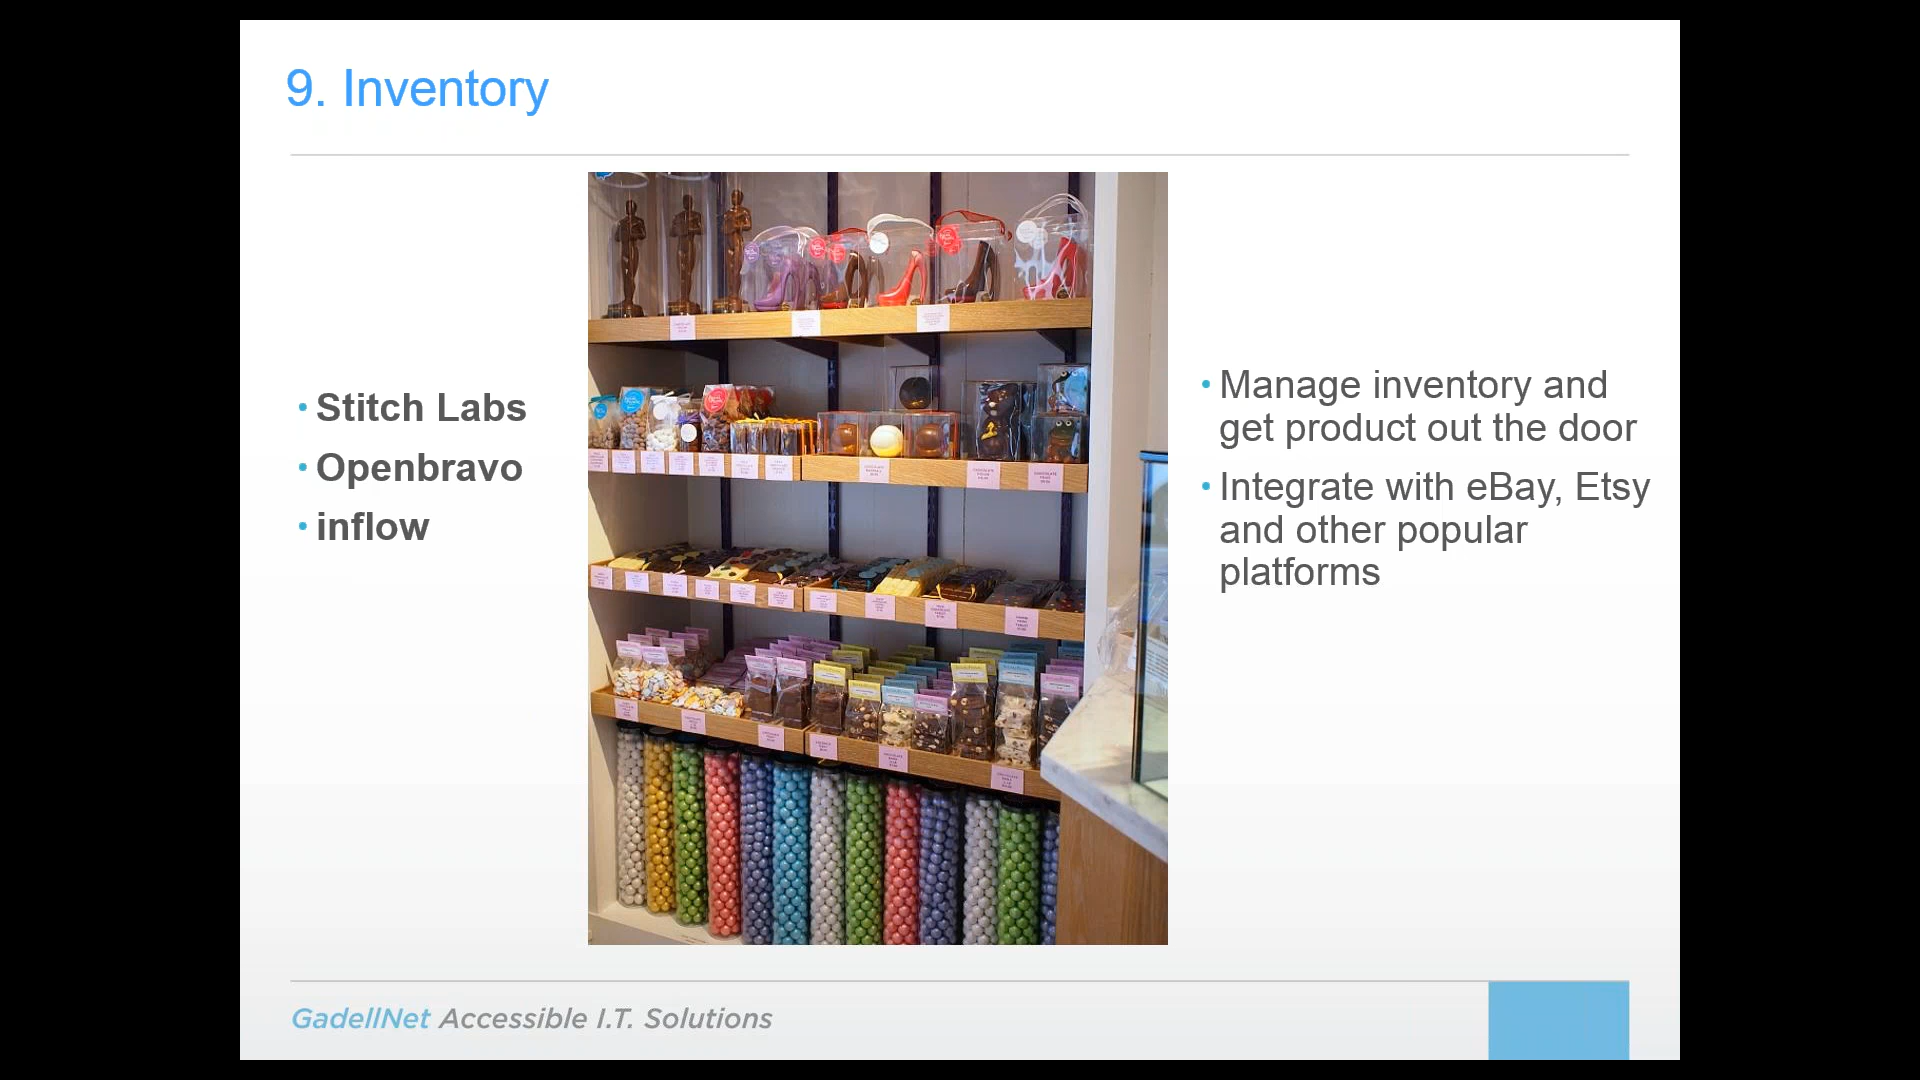 9. Inventory
• Stitch Labs
• Openbravo
• inflow
• Manage inventory and
get product out the door
• Integrate with eBay, Etsy
and other popular
platforms
GadellNet Accessible I.T. Solutions